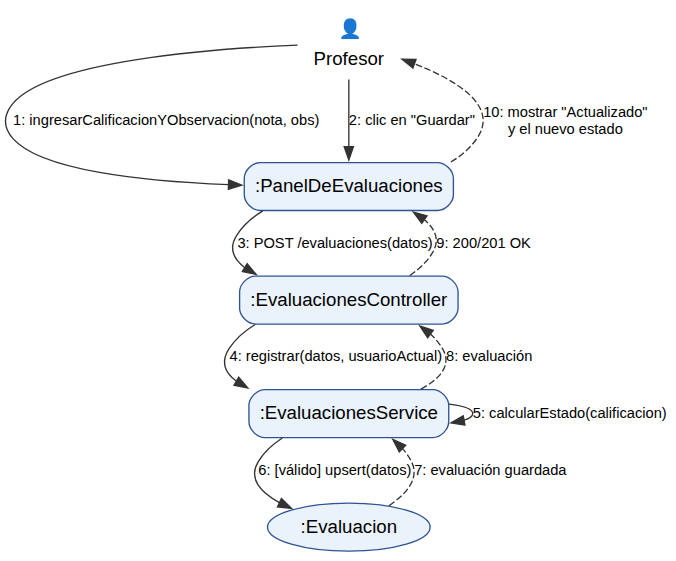 Profesor
1: ingresarCalificacionYObservacion(nota, obs)
2: clic en "Guardar"
10: mostrar "Actualizado"
y el nuevo estado
:PanelDeEvaluaciones
3: POST /evaluaciones(datos)
9: 200/201 OK
:EvaluacionesController
4: registrar(datos, usuarioActual)
8: evaluación
:EvaluacionesService
5: calcularEstado(calificacion)
6: [válido] upsert(datos)
7: evaluación guardada
:Evaluacion